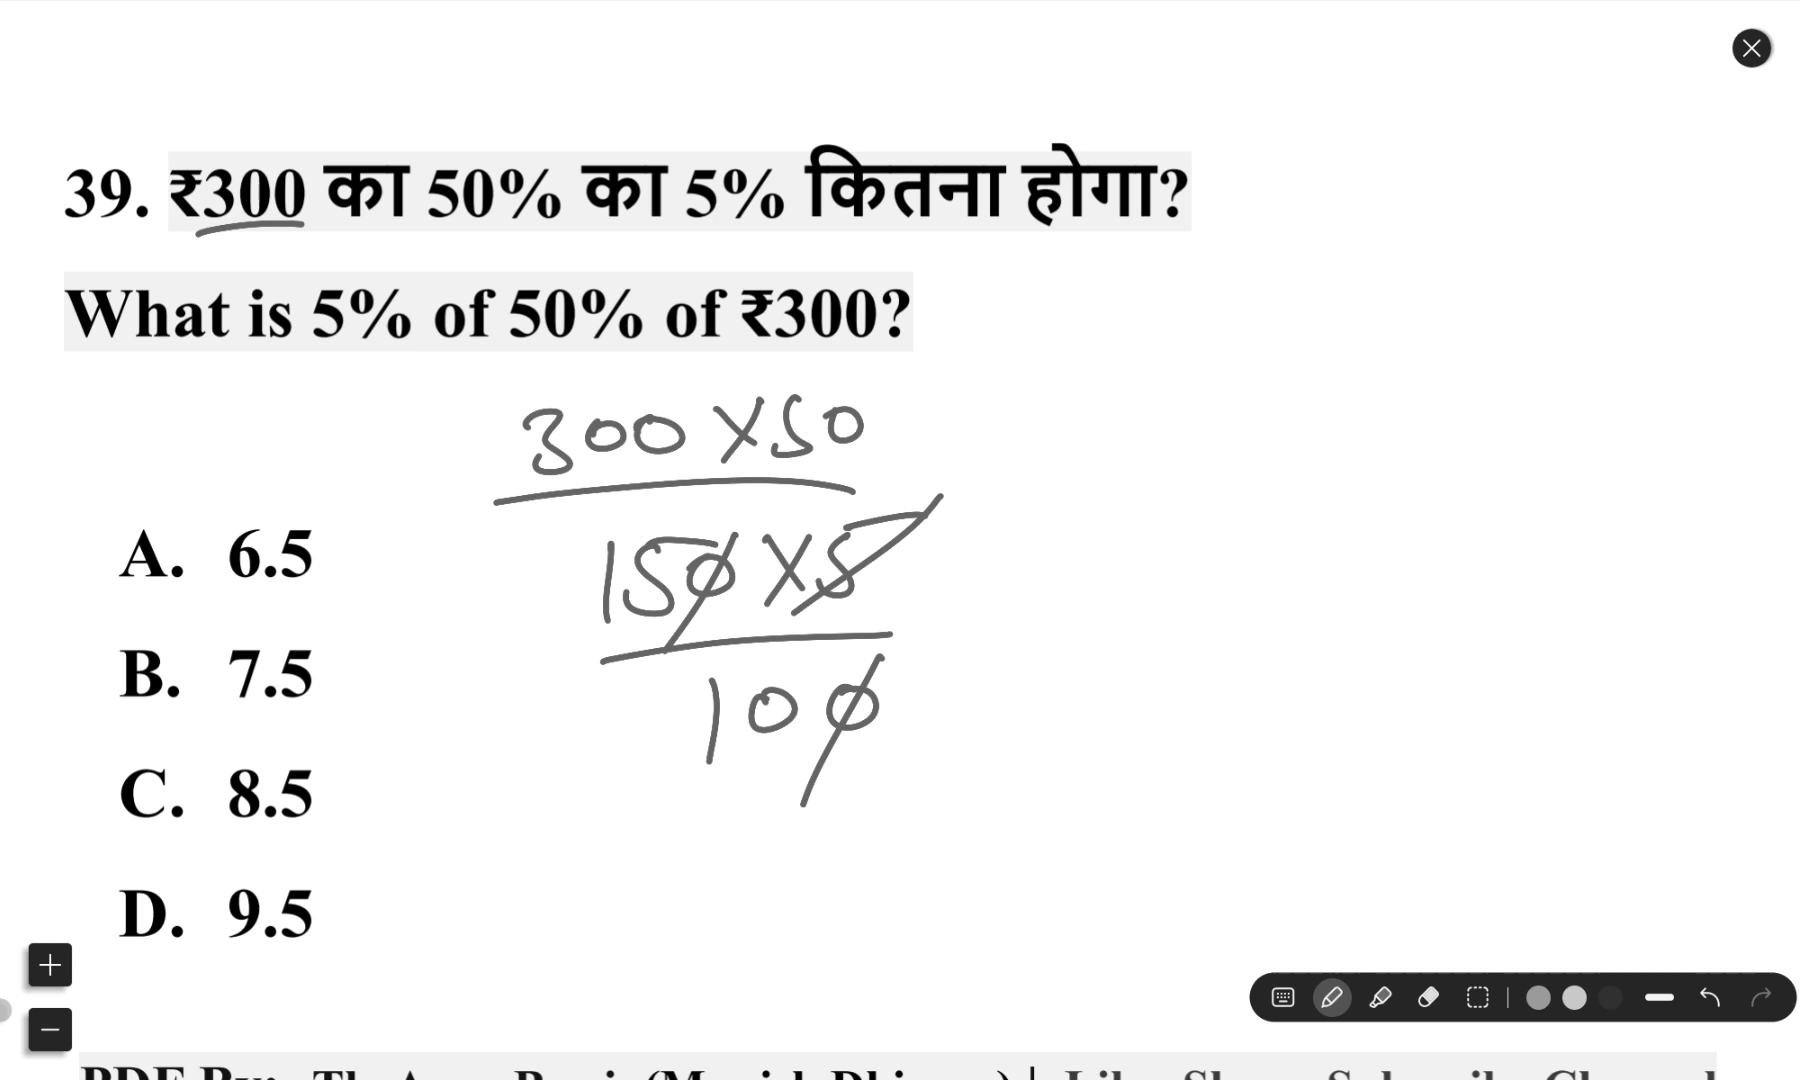 39. ₹300 का 50% का 5% कितना होगा?
What is 5% of 50% of ₹300?
300 X 50
150 X 5
100
A. 6.5
B. 7.5
C. 8.5
D. 9.5